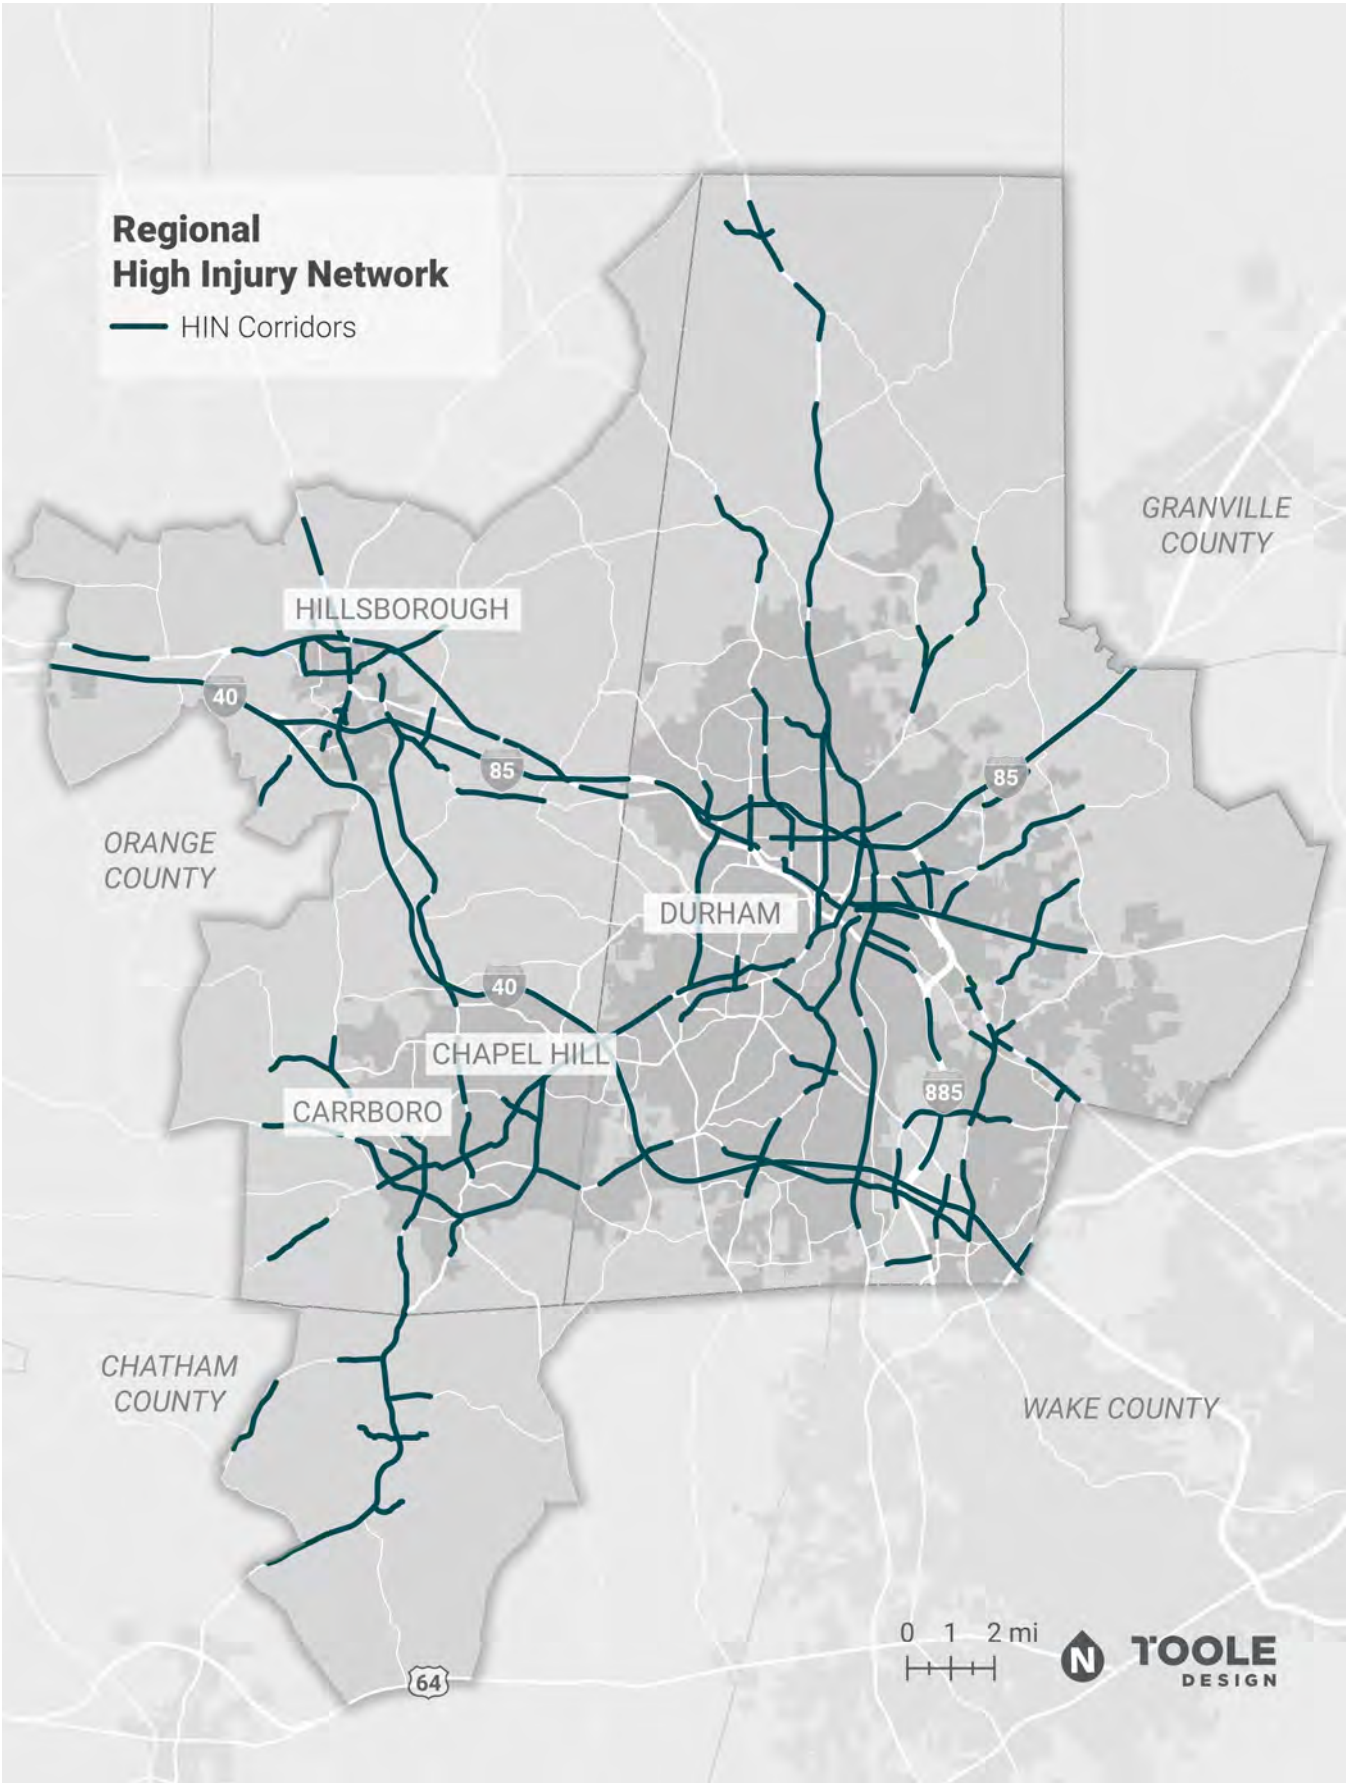 Regional
High Injury Network
HIN Corridors
GRANVILLE
COUNTY
HILLSBOROUGH
40
85
85
ORANGE
COUNTY
DURHAM
40
CHAPEL HILL
885
CARRBORO
CHATHAM
COUNTY
WAKE COUNTY
0 1 2 mi
N
TOOLE
DESIGN
64